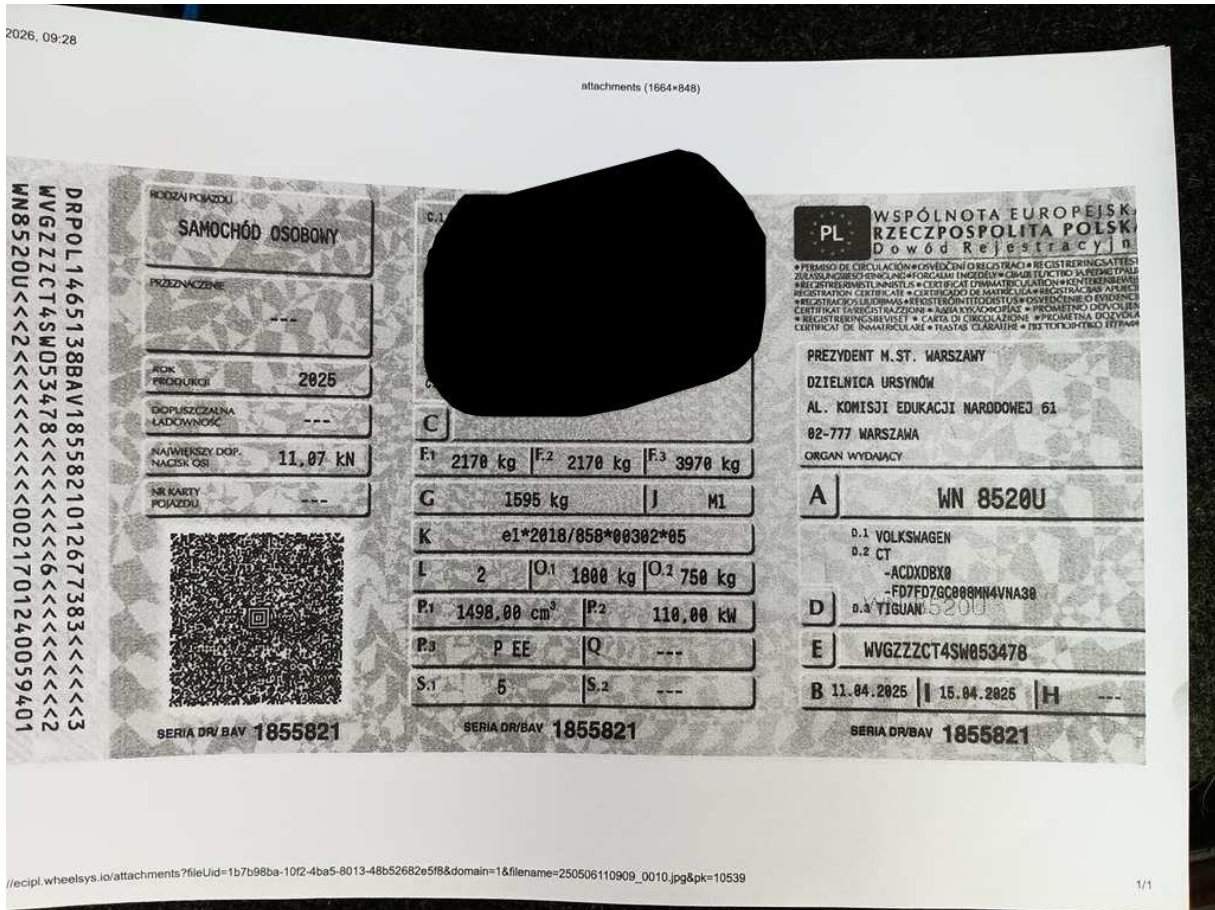 2026, 09:28
attachments (1664×848)
DRPOL1465138BAV1855821012677383<<<<<<3
WVGZZZCT4SW053478<<<<<<6<<<<<<<2
WN8520U<<<2<<<<<<<0021701240059401
RODZAJ POJAZDU
SAMOCHÓD OSOBOWY
PRZEZNACZENIE
---
ROK PRODUKCJI 2025
DOPUSZCZALNA ŁADOWNOŚĆ ---
NAJWIĘKSZY DOP. NACISK OSI 11,07 kN
NR KARTY POJAZDU ---
SERIA DR/ BAV 1855821
C.1
C
F.1 2170 kg F.2 2170 kg F.3 3970 kg
G 1595 kg J M1
K e1*2018/858*00302*05
L 2 O.1 1800 kg O.2 750 kg
P.1 1498,00 cm³ P.2 110,00 kW
P.3 P EE Q ---
S.1 5 S.2 ---
SERIA DR/BAV 1855821
PL
WSPÓLNOTA EUROPEJSK
RZECZPOSPOLITA POLSK
Dowód Rejestracyjn
PREZYDENT M.ST. WARSZAWY
DZIELNICA URSYNÓW
AL. KOMISJI EDUKACJI NARODOWEJ 61
02-777 WARSZAWA
ORGAN WYDAJĄCY
A WN 8520U
D.1 VOLKSWAGEN
D.2 CT
-ACDXDBX0
-FD7FD7GC008MN4VNA30
D D.3 TIGUAN
E WVGZZZCT4SW053478
B 11.04.2025 I 15.04.2025 H ---
SERIA DR/BAV 1855821
//ecipl.wheelsys.io/attachments?fileUid=1b7b98ba-10f2-4ba5-8013-48b52682e5f8&domain=1&filename=250506110909_0010.jpg&pk=10539
1/1